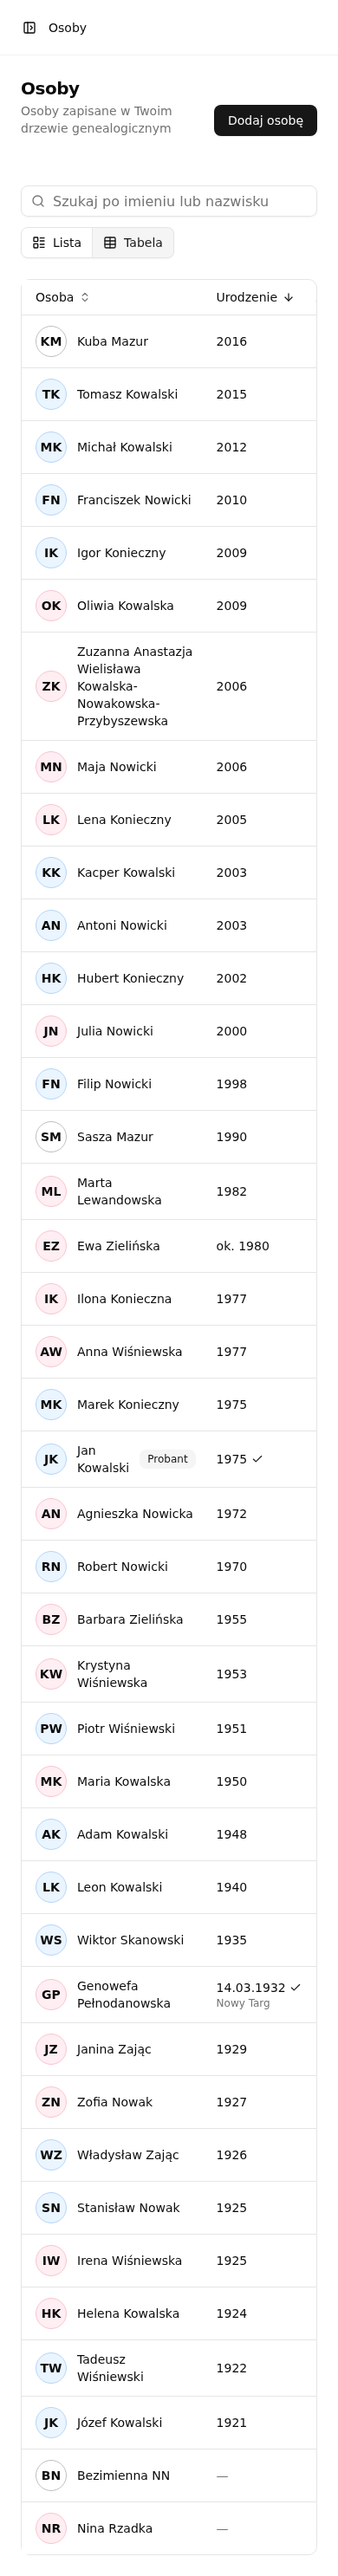 Osoby
Osoby
Osoby zapisane w Twoim
drzewie genealogicznym
Dodaj osobę
Szukaj po imieniu lub nazwisku
Lista Tabela
Osoba Urodzenie
KM Kuba Mazur 2016
TK Tomasz Kowalski 2015
MK Michał Kowalski 2012
FN Franciszek Nowicki 2010
IK Igor Konieczny 2009
OK Oliwia Kowalska 2009
ZK Zuzanna Anastazja
Wielisława
Kowalska-
Nowakowska-
Przybyszewska
2006
MN Maja Nowicki 2006
LK Lena Konieczny 2005
KK Kacper Kowalski 2003
AN Antoni Nowicki 2003
HK Hubert Konieczny 2002
JN Julia Nowicki 2000
FN Filip Nowicki 1998
SM Sasza Mazur 1990
ML Marta
Lewandowska
1982
EZ Ewa Zielińska ok. 1980
IK Ilona Konieczna 1977
AW Anna Wiśniewska 1977
MK Marek Konieczny 1975
JK Jan
Kowalski
Probant 1975 ✓
AN Agnieszka Nowicka 1972
RN Robert Nowicki 1970
BZ Barbara Zielińska 1955
KW Krystyna
Wiśniewska
1953
PW Piotr Wiśniewski 1951
MK Maria Kowalska 1950
AK Adam Kowalski 1948
LK Leon Kowalski 1940
WS Wiktor Skanowski 1935
GP Genowefa
Pełnodanowska
14.03.1932 ✓
Nowy Targ
JZ Janina Zając 1929
ZN Zofia Nowak 1927
WZ Władysław Zając 1926
SN Stanisław Nowak 1925
IW Irena Wiśniewska 1925
HK Helena Kowalska 1924
TW Tadeusz
Wiśniewski
1922
JK Józef Kowalski 1921
BN Bezimienna NN —
NR Nina Rzadka —